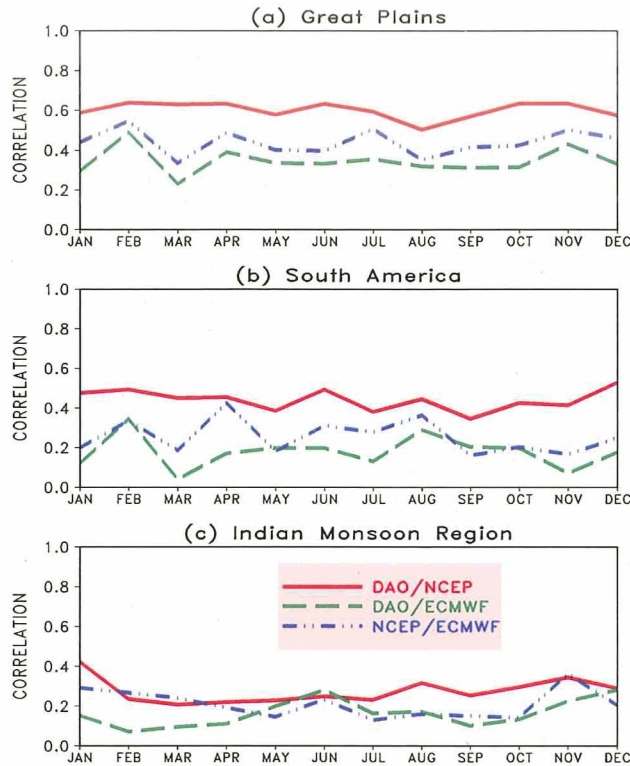 (a) Great Plains
CORRELATION
1.0
0.8
0.6
0.4
0.2
0.0
JAN FEB MAR APR MAY JUN JUL AUG SEP OCT NOV DEC
(b) South America
CORRELATION
1.0
0.8
0.6
0.4
0.2
0.0
JAN FEB MAR APR MAY JUN JUL AUG SEP OCT NOV DEC
(c) Indian Monsoon Region
CORRELATION
1.0
0.8
0.6
0.4
0.2
0.0
DAO/NCEP
DAO/ECMWF
NCEP/ECMWF
JAN FEB MAR APR MAY JUN JUL AUG SEP OCT NOV DEC